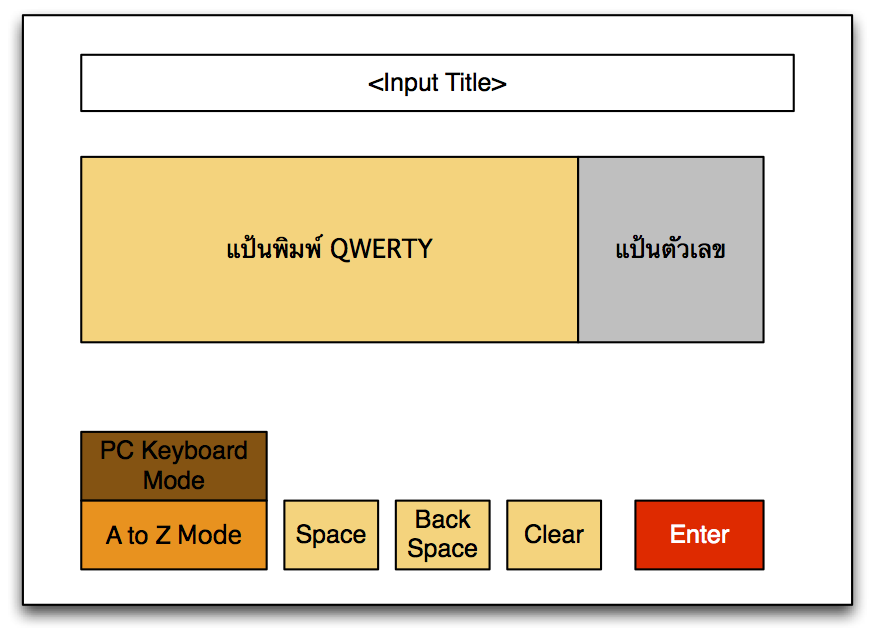 <Input Title>
แป้นพิมพ์ QWERTY
แป้นตัวเลข
PC Keyboard
Mode
A to Z Mode
Space
Back
Space
Clear
Enter